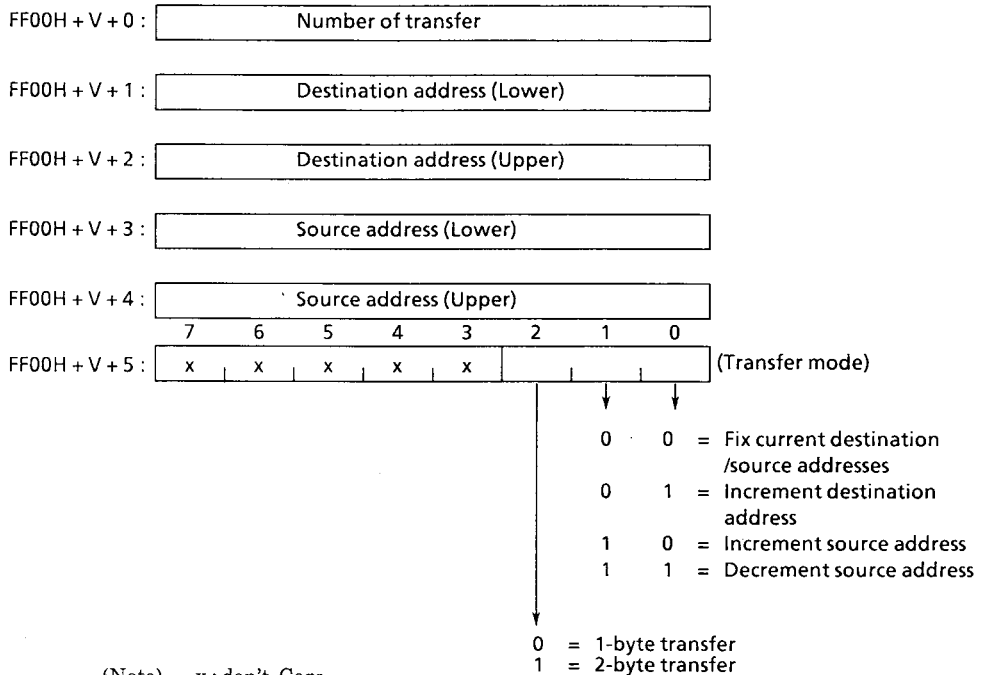 FF00H + V + 0 : Number of transfer
FF00H + V + 1 : Destination address (Lower)
FF00H + V + 2 : Destination address (Upper)
FF00H + V + 3 : Source address (Lower)
FF00H + V + 4 : Source address (Upper)
7 6 5 4 3 2 1 0
FF00H + V + 5 : x x x x x (Transfer mode)
0 0 = Fix current destination
/source addresses
0 1 = Increment destination
address
1 0 = Increment source address
1 1 = Decrement source address
0 = 1-byte transfer
1 = 2-byte transfer
(Note) x : don't Care